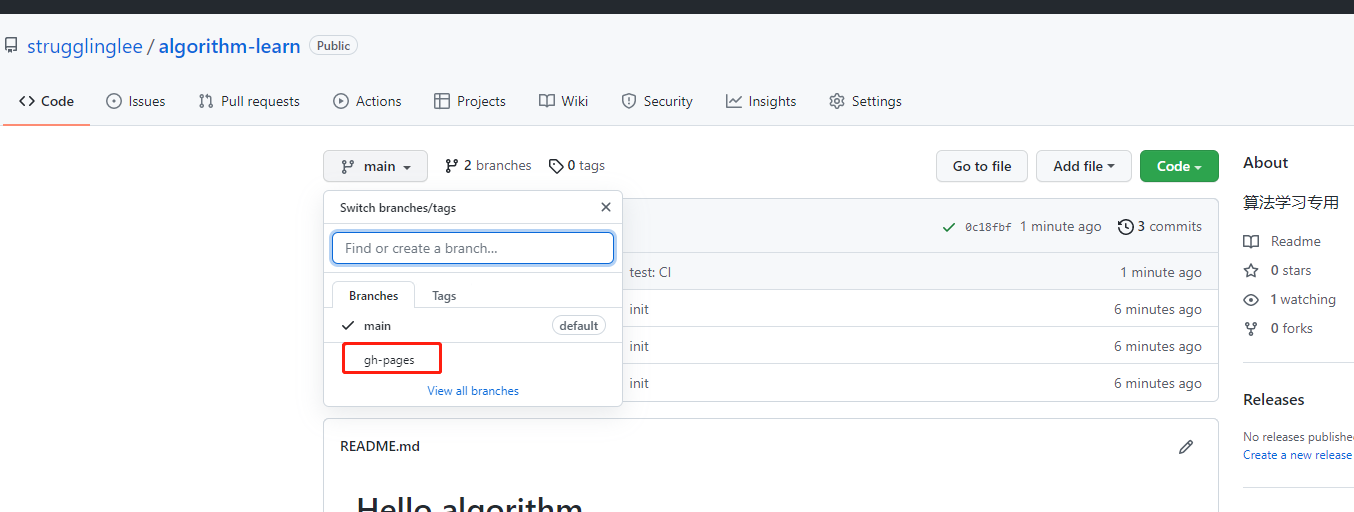 strugglinglee / algorithm-learn Public
Code Issues Pull requests Actions Projects Wiki Security Insights Settings
main 2 branches 0 tags Go to file Add file Code
Switch branches/tags
Find or create a branch...
Branches Tags
main default
gh-pages
View all branches
0c18fbf 1 minute ago 3 commits
test: CI 1 minute ago
init 6 minutes ago
init 6 minutes ago
init 6 minutes ago
README.md
Hello algorithm
About
算法学习专用
Readme
0 stars
1 watching
0 forks
Releases
No releases publishe
Create a new release